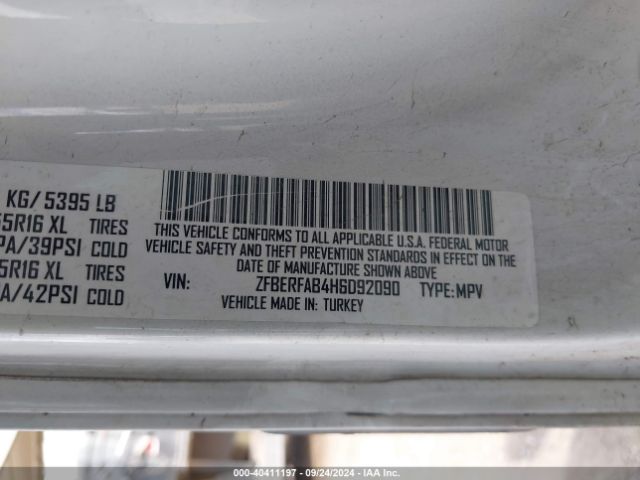 KG/ 5395 LB
5R16 XL TIRES
PA/39PSI COLD
5R16 XL TIRES
A/42PSI COLD
THIS VEHICLE CONFORMS TO ALL APPLICABLE U.S.A. FEDERAL MOTOR
VEHICLE SAFETY AND THEFT PREVENTION STANDARDS IN EFFECT ON THE
DATE OF MANUFACTURE SHOWN ABOVE
VIN: ZFBERFAB4H6D92090 TYPE: MPV
VEHICLE MADE IN: TURKEY
000-40411197 - 09/24/2024 - IAA Inc.